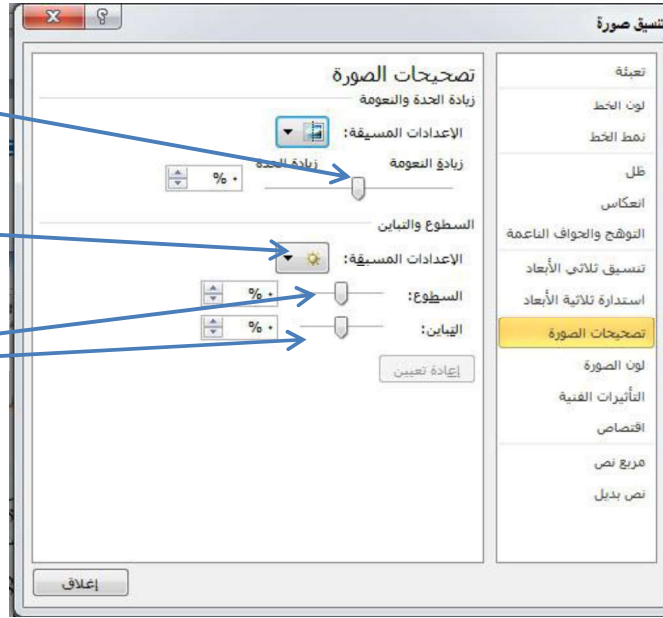 تنسيق صورة
تعبئة
لون الخط
نمط الخط
ظل
انعكاس
التوهج والحواف الناعمة
تنسيق ثلاثي الأبعاد
استدارة ثلاثية الأبعاد
تصحيحات الصورة
لون الصورة
التأثيرات الفنية
اقتصاص
مربع نص
نص بديل
تصحيحات الصورة
زيادة الحدة والنعومة
الإعدادات المسبقة:
زيادة النعومة زيادة الحدة
٠ %
السطوع والتباين
الإعدادات المسبقة:
السطوع: ٠ %
التباين: ٠ %
إعادة تعيين
إغلاق